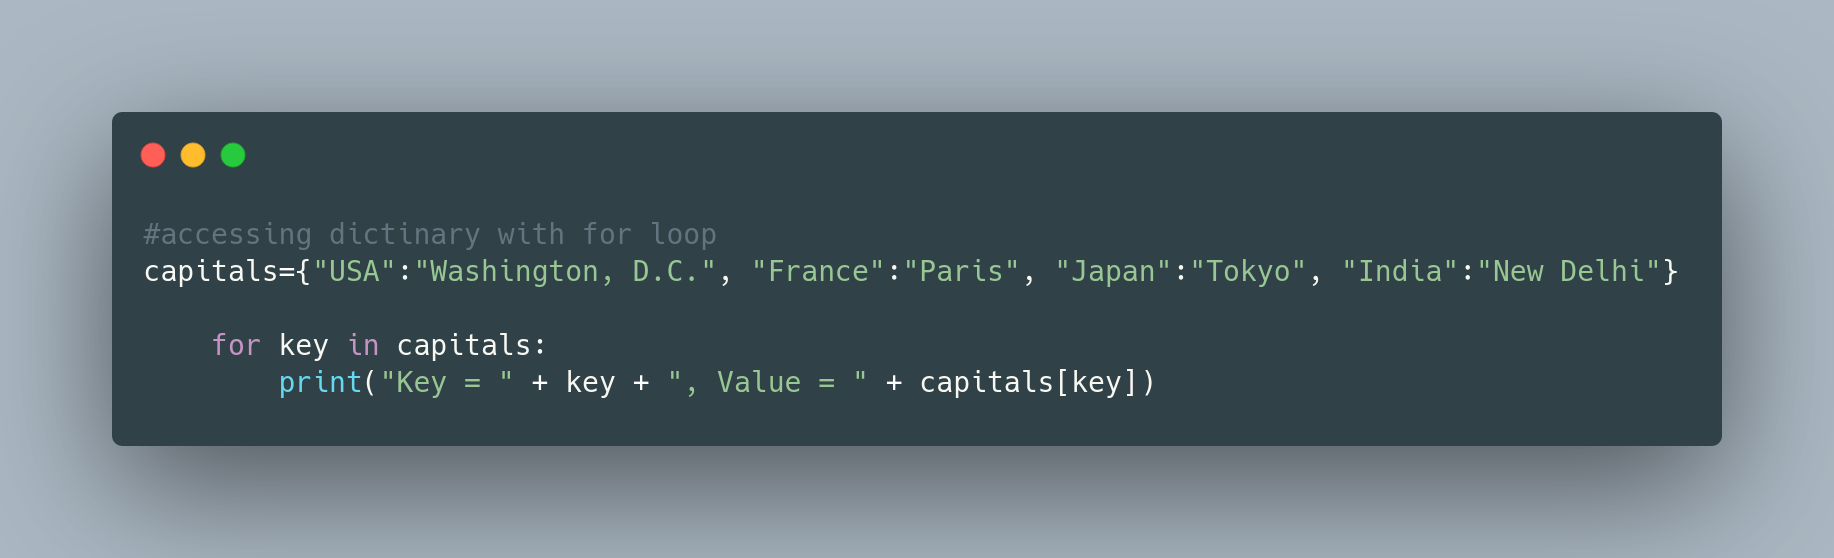 #accessing dictinary with for loop
capitals={"USA":"Washington, D.C.", "France":"Paris", "Japan":"Tokyo", "India":"New Delhi"}
    for key in capitals:
        print("Key = " + key + ", Value = " + capitals[key])